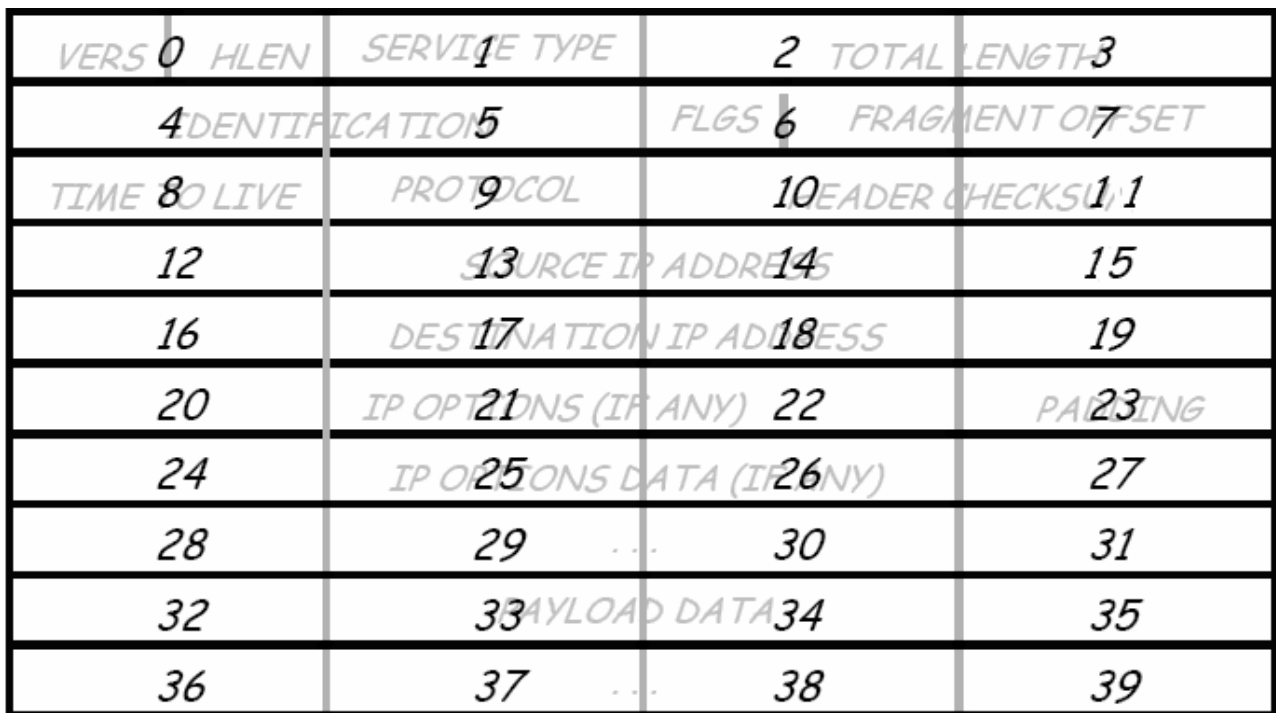 VERS 0 HLEN SERVICE TYPE 1 2 TOTAL LENGTH 3
4 IDENTIFICATION 5 FLGS 6 FRAGMENT OFFSET 7
TIME TO LIVE 8 PROTOCOL 9 10 HEADER CHECKSUM 11
12 SOURCE IP ADDRESS 13 14 15
16 DESTINATION IP ADDRESS 17 18 19
20 IP OPTIONS (IF ANY) 21 22 PADDING 23
24 IP OPTIONS DATA (IF ANY) 25 26 27
28 29 ... 30 31
32 33 PAYLOAD DATA 34 35
36 37 ... 38 39